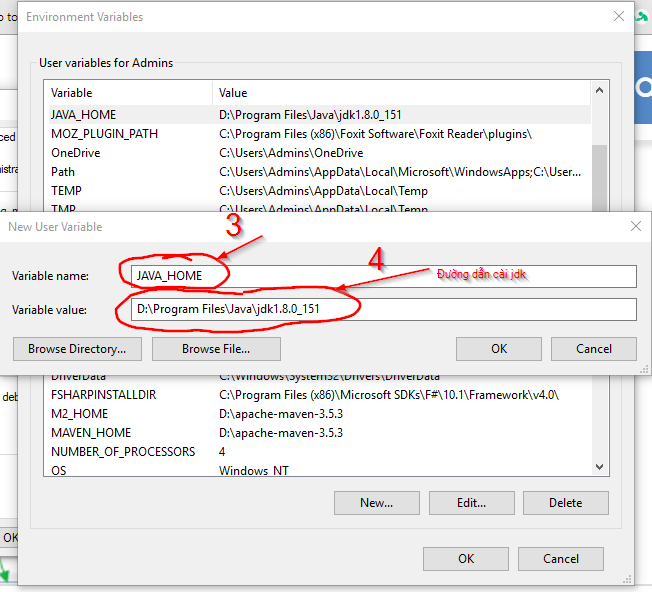 Environment Variables
User variables for Admins
Variable Value
JAVA_HOME D:\Program Files\Java\jdk1.8.0_151
MOZ_PLUGIN_PATH C:\Program Files (x86)\Foxit Software\Foxit Reader\plugins\
OneDrive C:\Users\Admins\OneDrive
Path C:\Users\Admins\AppData\Local\Microsoft\WindowsApps;C:\User...
TEMP C:\Users\Admins\AppData\Local\Temp
TMP C:\Users\Admins\AppData\Local\Temp
New User Variable
3
4
Đường dẫn cài jdk
Variable name: JAVA_HOME
Variable value: D:\Program Files\Java\jdk1.8.0_151
Browse Directory... Browse File... OK Cancel
DriverData C:\Windows\System32\Drivers\DriverData
FSHARPINSTALLDIR C:\Program Files (x86)\Microsoft SDKs\F#\10.1\Framework\v4.0\
M2_HOME D:\apache-maven-3.5.3
MAVEN_HOME D:\apache-maven-3.5.3
NUMBER_OF_PROCESSORS 4
OS Windows_NT
New... Edit... Delete
OK
OK Cancel